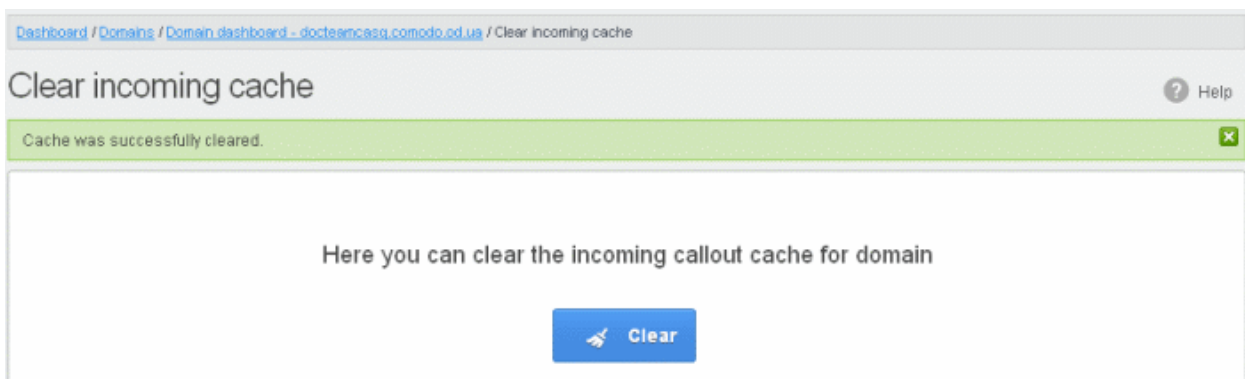 Dashboard / Domains / Domain dashboard - docteamcasg.comodo.od.ua / Clear incoming cache
Clear incoming cache
Help
Cache was successfully cleared.
Here you can clear the incoming callout cache for domain
Clear